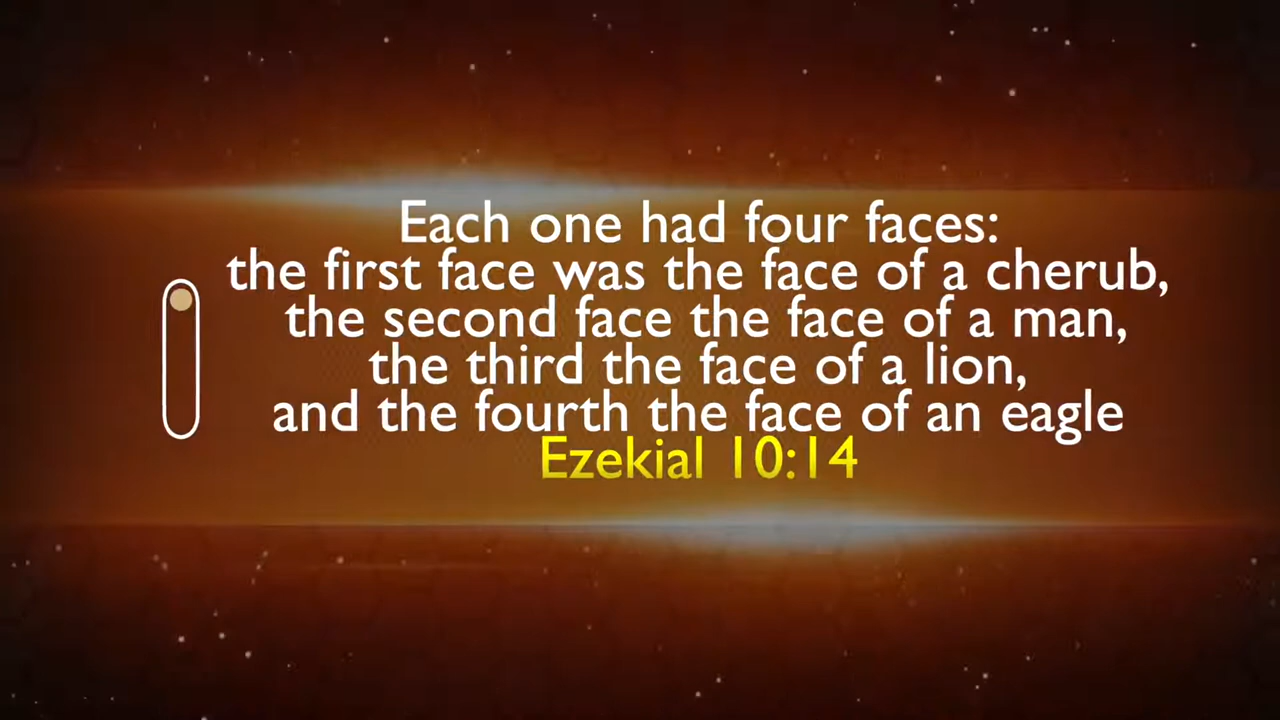 Each one had four faces:
the first face was the face of a cherub,
the second face the face of a man,
the third the face of a lion,
and the fourth the face of an eagle
Ezekial 10:14